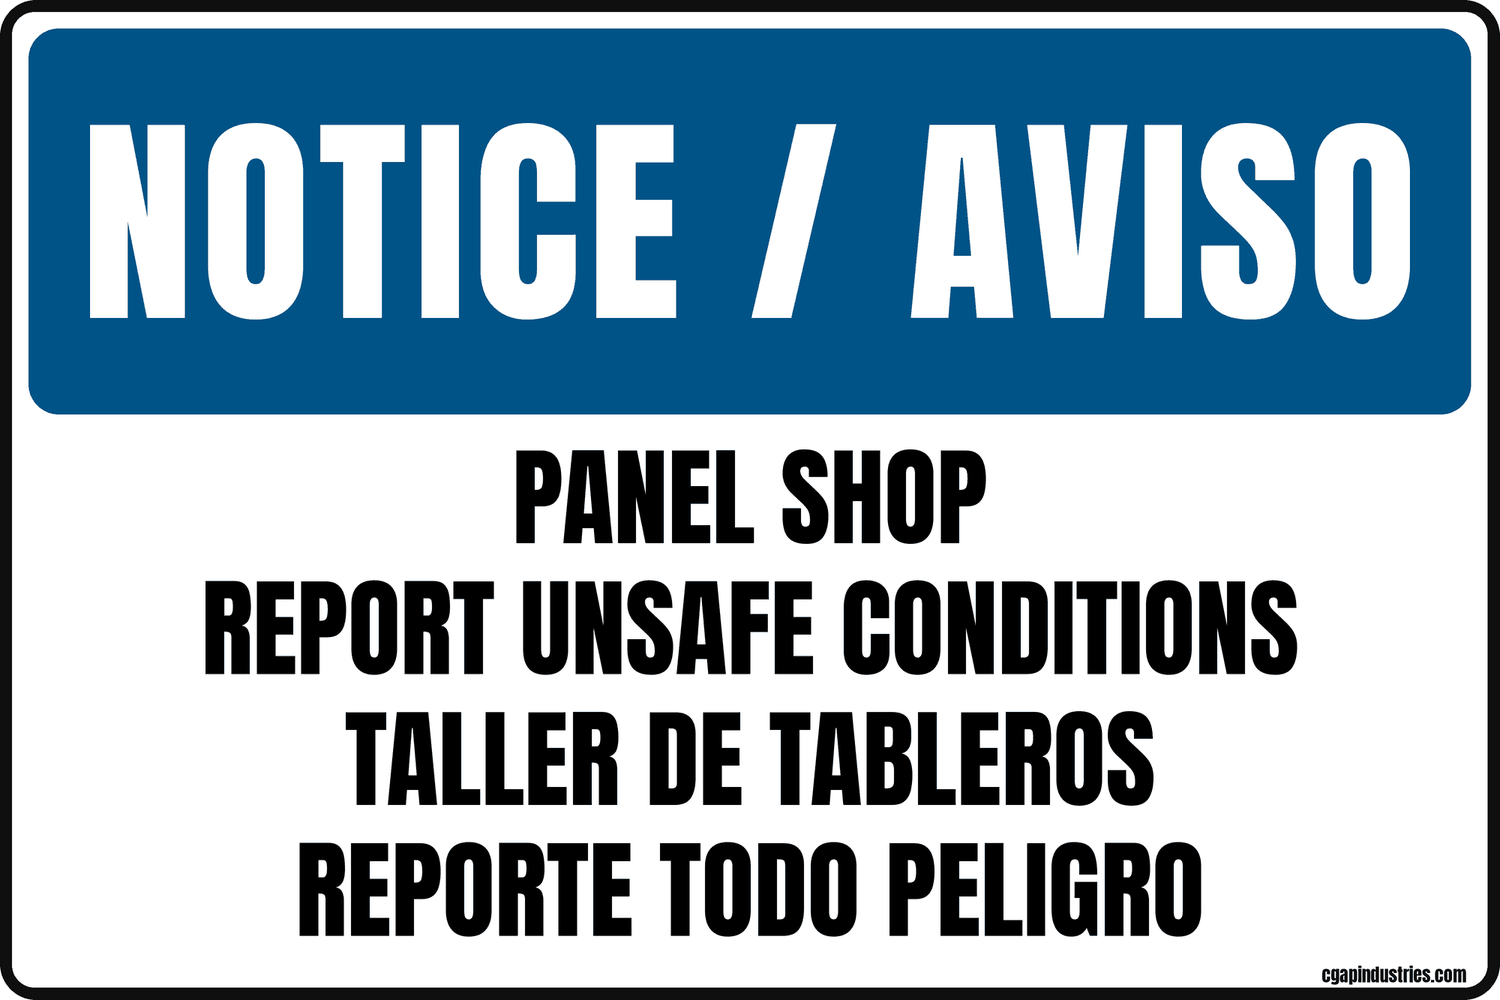 NOTICE / AVISO
PANEL SHOP
REPORT UNSAFE CONDITIONS
TALLER DE TABLEROS
REPORTE TODO PELIGRO
cgapindustries.com